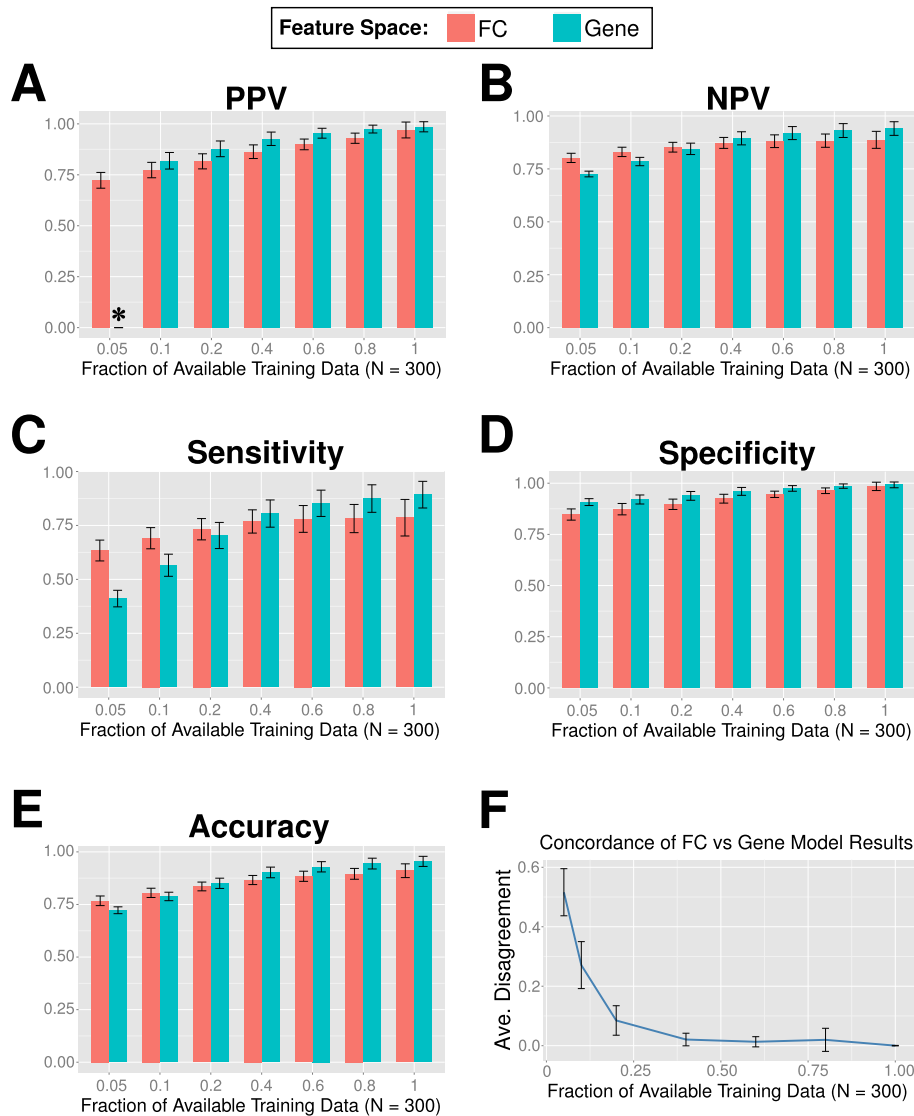 Feature Space: FC Gene
A
PPV
1.00
0.75
0.50
0.25
0.00
*
0.05 0.1 0.2 0.4 0.6 0.8 1
Fraction of Available Training Data (N = 300)
B
NPV
1.00
0.75
0.50
0.25
0.00
0.05 0.1 0.2 0.4 0.6 0.8 1
Fraction of Available Training Data (N = 300)
C
Sensitivity
1.00
0.75
0.50
0.25
0.00
0.05 0.1 0.2 0.4 0.6 0.8 1
Fraction of Available Training Data (N = 300)
D
Specificity
1.00
0.75
0.50
0.25
0.00
0.05 0.1 0.2 0.4 0.6 0.8 1
Fraction of Available Training Data (N = 300)
E
Accuracy
1.00
0.75
0.50
0.25
0.00
0.05 0.1 0.2 0.4 0.6 0.8 1
Fraction of Available Training Data (N = 300)
F
Concordance of FC vs Gene Model Results
Ave. Disagreement
0.6
0.4
0.2
0.0
0 0.25 0.50 0.75 1.00
Fraction of Available Training Data (N = 300)